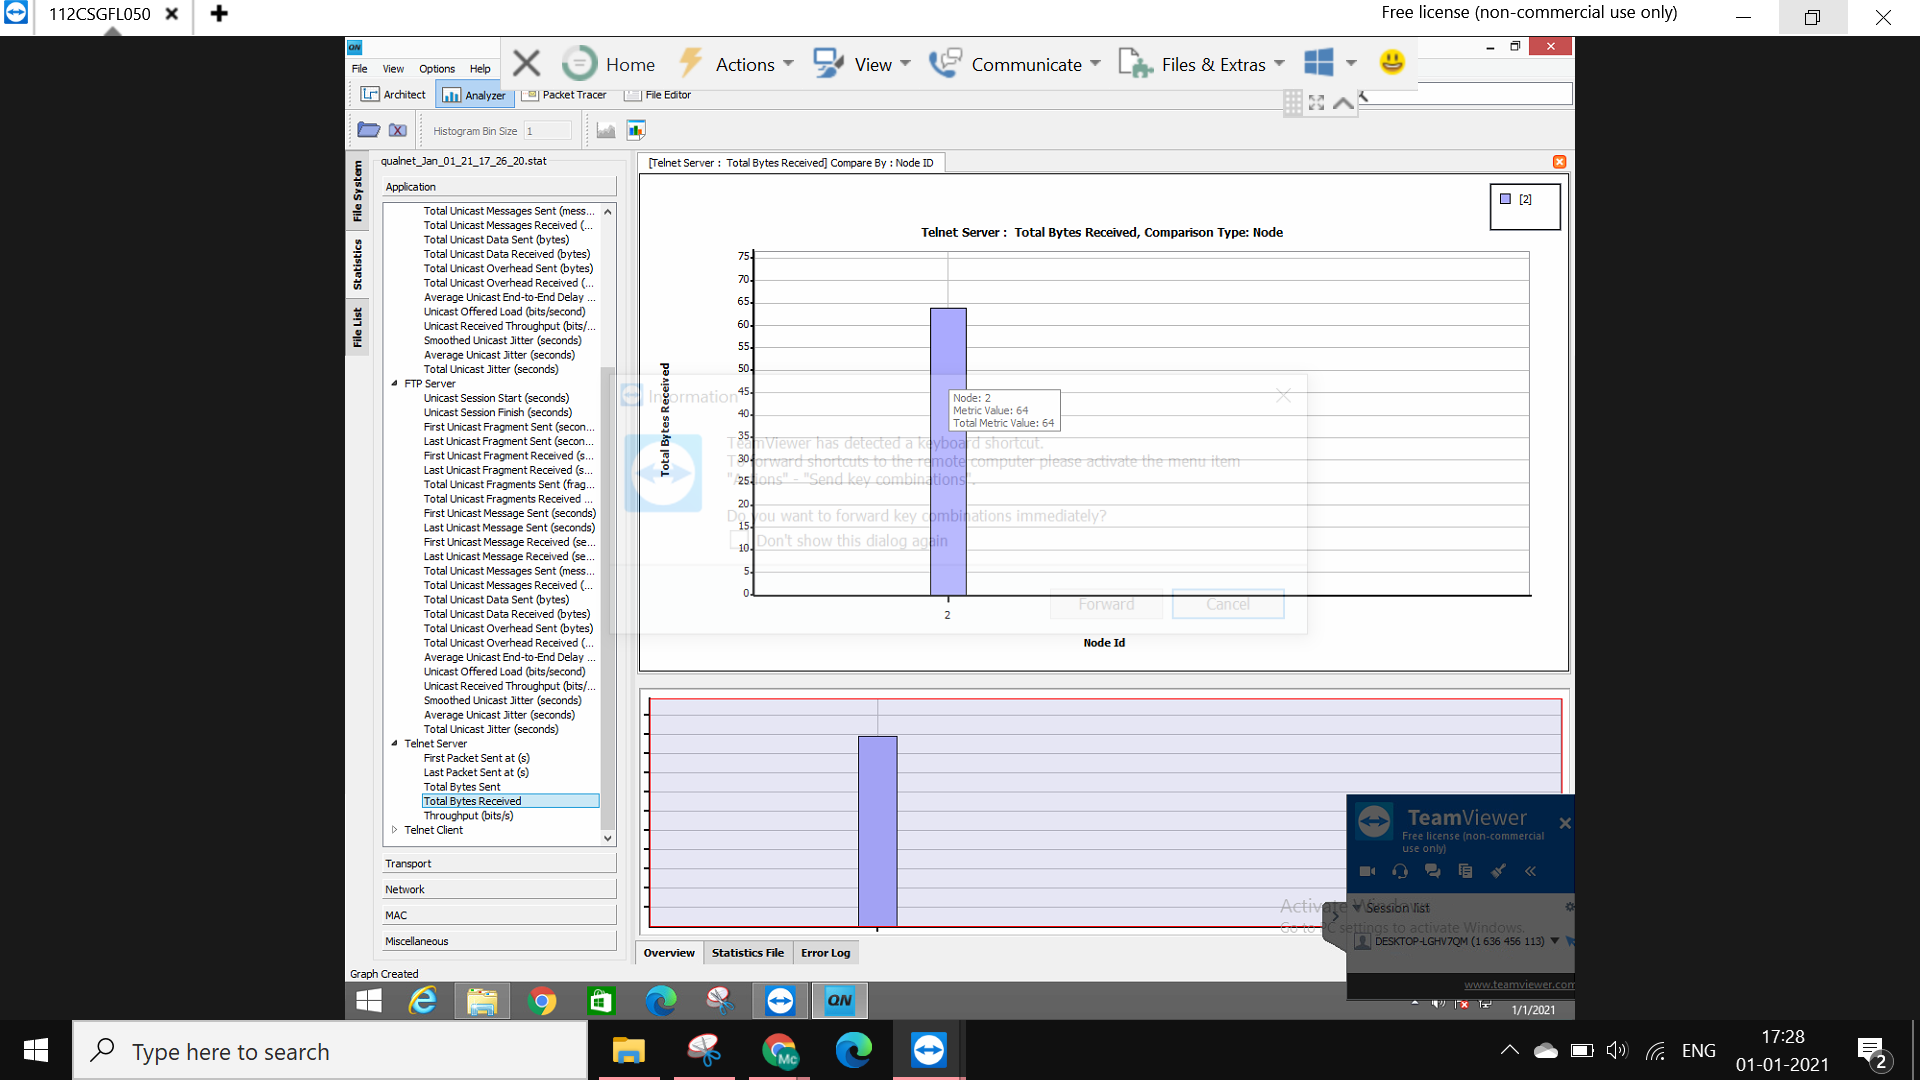 112CSGFL050
Free license (non-commercial use only)
QN
File View Options Help
Home Actions View Communicate Files & Extras
Architect Analyzer Packet Tracer File Editor
Histogram Bin Size 1
qualnet_Jan_01_21_17_26_20.stat
File System
Statistics
File List
Application
Total Unicast Messages Sent (mess...
Total Unicast Messages Received (...
Total Unicast Data Sent (bytes)
Total Unicast Data Received (bytes)
Total Unicast Overhead Sent (bytes)
Total Unicast Overhead Received (...
Average Unicast End-to-End Delay ...
Unicast Offered Load (bits/second)
Unicast Received Throughput (bits/...
Smoothed Unicast Jitter (seconds)
Average Unicast Jitter (seconds)
Total Unicast Jitter (seconds)
FTP Server
Unicast Session Start (seconds)
Unicast Session Finish (seconds)
First Unicast Fragment Sent (secon...
Last Unicast Fragment Sent (secon...
First Unicast Fragment Received (s...
Last Unicast Fragment Received (s...
Total Unicast Fragments Sent (frag...
Total Unicast Fragments Received ...
First Unicast Message Sent (seconds)
Last Unicast Message Sent (seconds)
First Unicast Message Received (se...
Last Unicast Message Received (se...
Total Unicast Messages Sent (mess...
Total Unicast Messages Received (...
Total Unicast Data Sent (bytes)
Total Unicast Data Received (bytes)
Total Unicast Overhead Sent (bytes)
Total Unicast Overhead Received (...
Average Unicast End-to-End Delay ...
Unicast Offered Load (bits/second)
Unicast Received Throughput (bits/...
Smoothed Unicast Jitter (seconds)
Average Unicast Jitter (seconds)
Total Unicast Jitter (seconds)
Telnet Server
First Packet Sent at (s)
Last Packet Sent at (s)
Total Bytes Sent
Total Bytes Received
Throughput (bits/s)
Telnet Client
Transport
Network
MAC
Miscellaneous
Graph Created
[Telnet Server : Total Bytes Received] Compare By : Node ID
[2]
Telnet Server : Total Bytes Received, Comparison Type: Node
Total Bytes Received
75
70
65
60
55
50
45
40
35
30
25
20
15
10
5
0
2
Node Id
Node: 2
Metric Value: 64
Total Metric Value: 64
Information
TeamViewer has detected a keyboard shortcut.
To forward shortcuts to the remote computer please activate the menu item
"Actions" - "Send key combinations".
Do you want to forward key combinations immediately?
Don't show this dialog again
Forward Cancel
Overview Statistics File Error Log
TeamViewer
Free license (non-commercial
use only)
Activate Windows
Go to PC settings to activate Windows.
Session list
DESKTOP-LGHV7QM (1 636 456 113)
www.teamviewer.com
QN
1/1/2021
Type here to search
Mc
ENG
17:28
01-01-2021
2